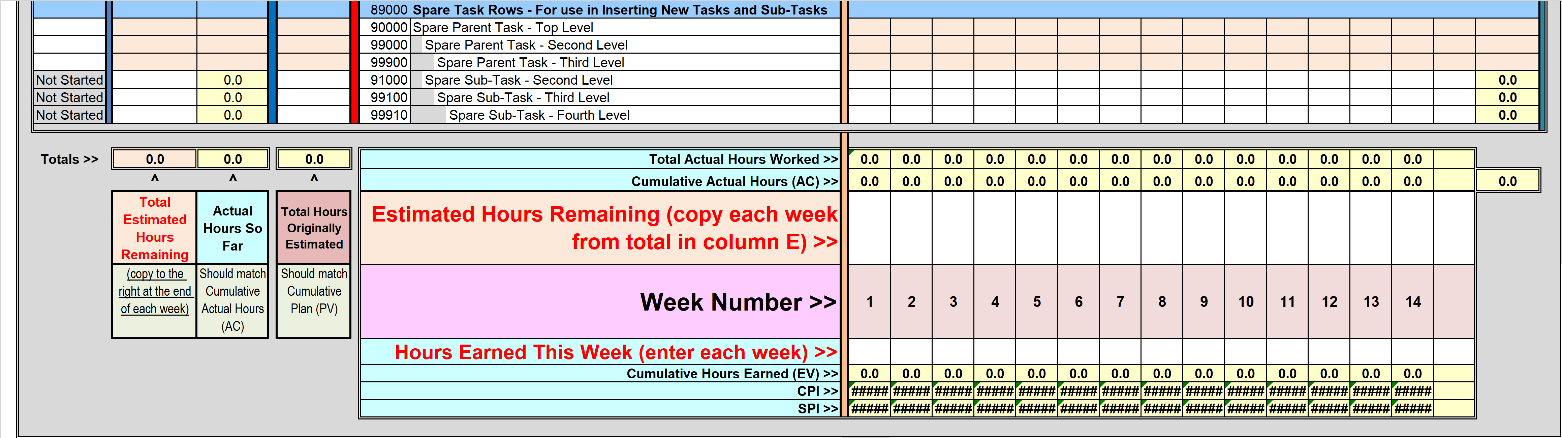 89000 Spare Task Rows - For use in Inserting New Tasks and Sub-Tasks
90000 Spare Parent Task - Top Level
99000 Spare Parent Task - Second Level
99900 Spare Parent Task - Third Level
Not Started 0.0 91000 Spare Sub-Task - Second Level 0.0
Not Started 0.0 99100 Spare Sub-Task - Third Level 0.0
Not Started 0.0 99910 Spare Sub-Task - Fourth Level 0.0
Totals >> 0.0 0.0 0.0 Total Actual Hours Worked >> 0.0 0.0 0.0 0.0 0.0 0.0 0.0 0.0 0.0 0.0 0.0 0.0 0.0 0.0
^ ^ ^ Cumulative Actual Hours (AC) >> 0.0 0.0 0.0 0.0 0.0 0.0 0.0 0.0 0.0 0.0 0.0 0.0 0.0 0.0 0.0
Total
Estimated
Hours
Remaining
Actual
Hours So
Far
Total Hours
Originally
Estimated
Estimated Hours Remaining (copy each week
from total in column E) >>
(copy to the
right at the end
of each week)
Should match
Cumulative
Actual Hours
(AC)
Should match
Cumulative
Plan (PV)
Week Number >> 1 2 3 4 5 6 7 8 9 10 11 12 13 14
Hours Earned This Week (enter each week) >>
Cumulative Hours Earned (EV) >> 0.0 0.0 0.0 0.0 0.0 0.0 0.0 0.0 0.0 0.0 0.0 0.0 0.0 0.0
CPI >> ##### ##### ##### ##### ##### ##### ##### ##### ##### ##### ##### ##### ##### #####
SPI >> ##### ##### ##### ##### ##### ##### ##### ##### ##### ##### ##### ##### ##### #####